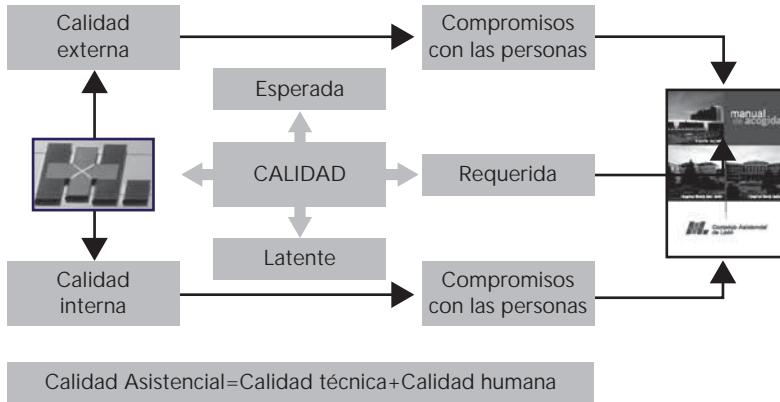 Calidad
externa
Compromisos
con las personas
Esperada
manual
de acogida
CALIDAD
Requerida
Complejo Asistencial
de León
Latente
Calidad
interna
Compromisos
con las personas
Calidad Asistencial=Calidad técnica+Calidad humana